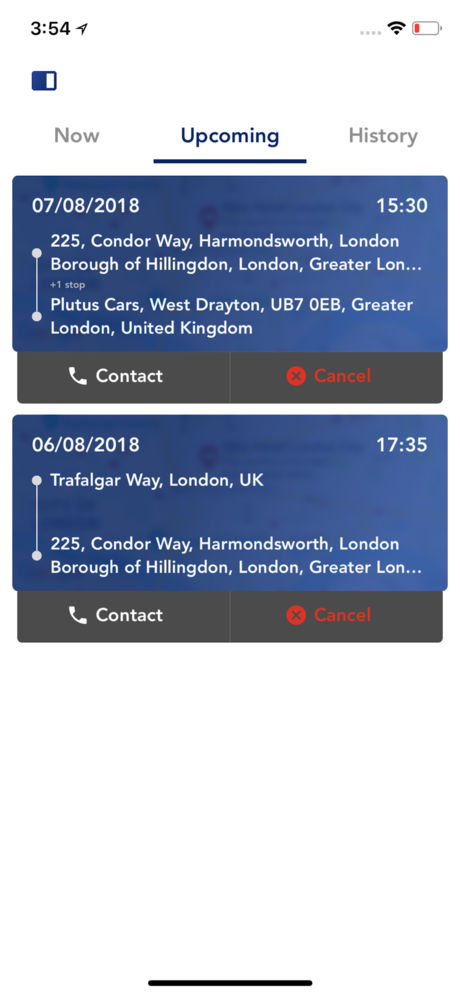 3:54
Now Upcoming History
07/08/2018 15:30
225, Condor Way, Harmondsworth, London
Borough of Hillingdon, London, Greater Lon...
+1 stop
Plutus Cars, West Drayton, UB7 0EB, Greater
London, United Kingdom
Contact Cancel
06/08/2018 17:35
Trafalgar Way, London, UK
225, Condor Way, Harmondsworth, London
Borough of Hillingdon, London, Greater Lon...
Contact Cancel